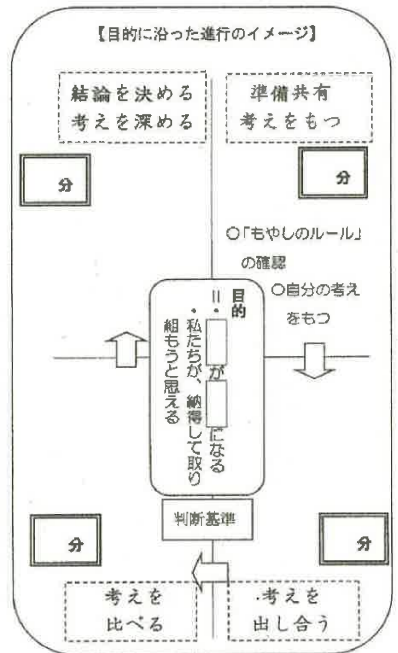 【目的に沿った進行のイメージ】
準備共有
考えをもつ
分
○「もやしのルール」
の確認
○自分の考え
をもつ
結論を決める
考えを深める
分
目的
＝・　が　になる
・私たちが、納得して取り
組もうと思える
判断基準
分
・考えを
出し合う
分
考えを
比べる